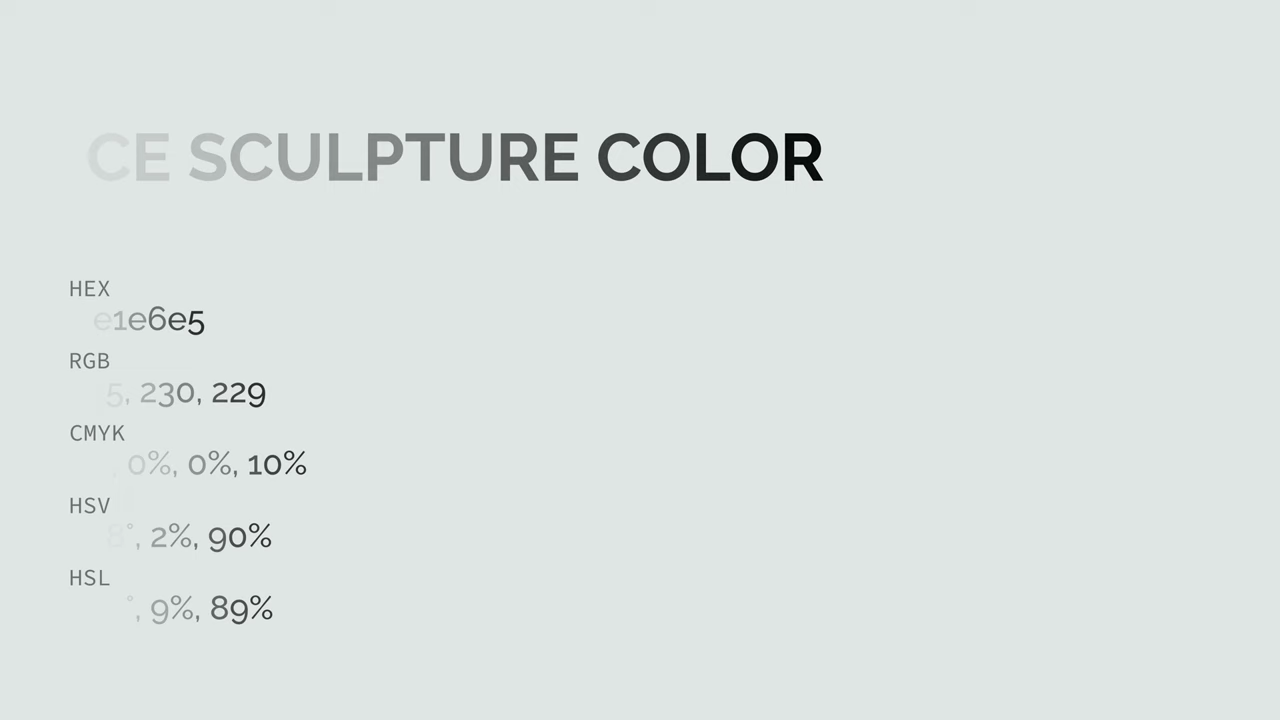 CE SCULPTURE COLOR
HEX
e1e6e5
RGB
5, 230, 229
CMYK
, 0%, 0%, 10%
HSV
8°, 2%, 90%
HSL
°, 9%, 89%